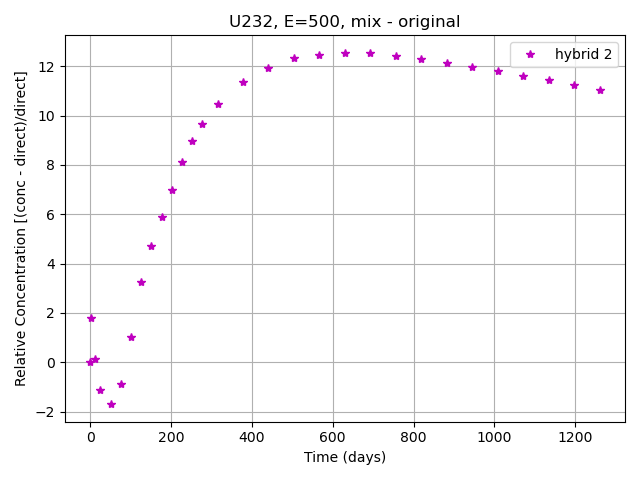 U232, E=500, mix - original
Relative Concentration [(conc - direct)/direct]
12
10
8
6
4
2
0
−2
hybrid 2
0 200 400 600 800 1000 1200
Time (days)